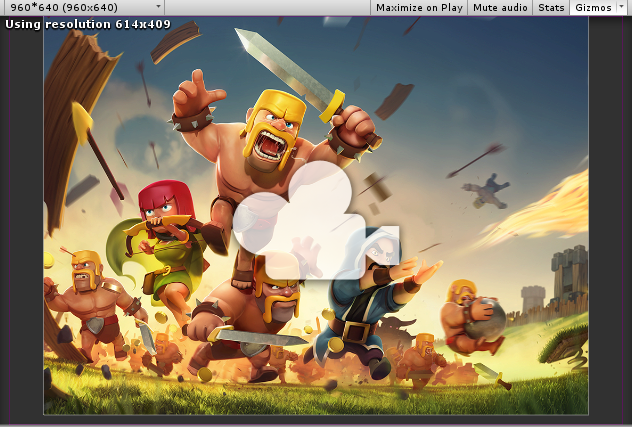 960*640 (960x640) Maximize on Play Mute audio Stats Gizmos
Using resolution 614x409